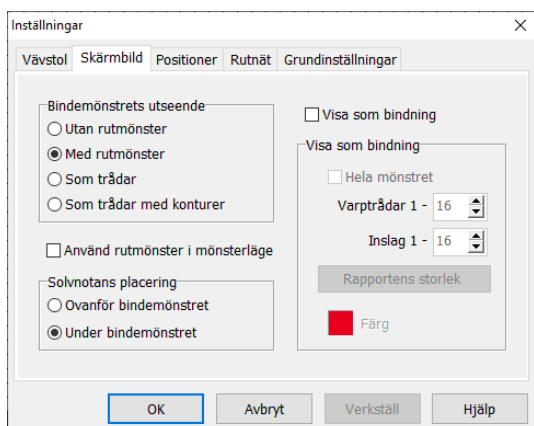 Inställningar
Vävstol Skärmbild Positioner Rutnät Grundinställningar
Bindemönstrets utseende
Utan rutmönster
Med rutmönster
Som trådar
Som trådar med konturer
Använd rutmönster i mönsterläge
Solvnotans placering
Ovanför bindemönstret
Under bindemönstret
Visa som bindning
Visa som bindning
Hela mönstret
Varptrådar 1 - 16
Inslag 1 - 16
Rapportens storlek
Färg
OK Avbryt Verkställ Hjälp